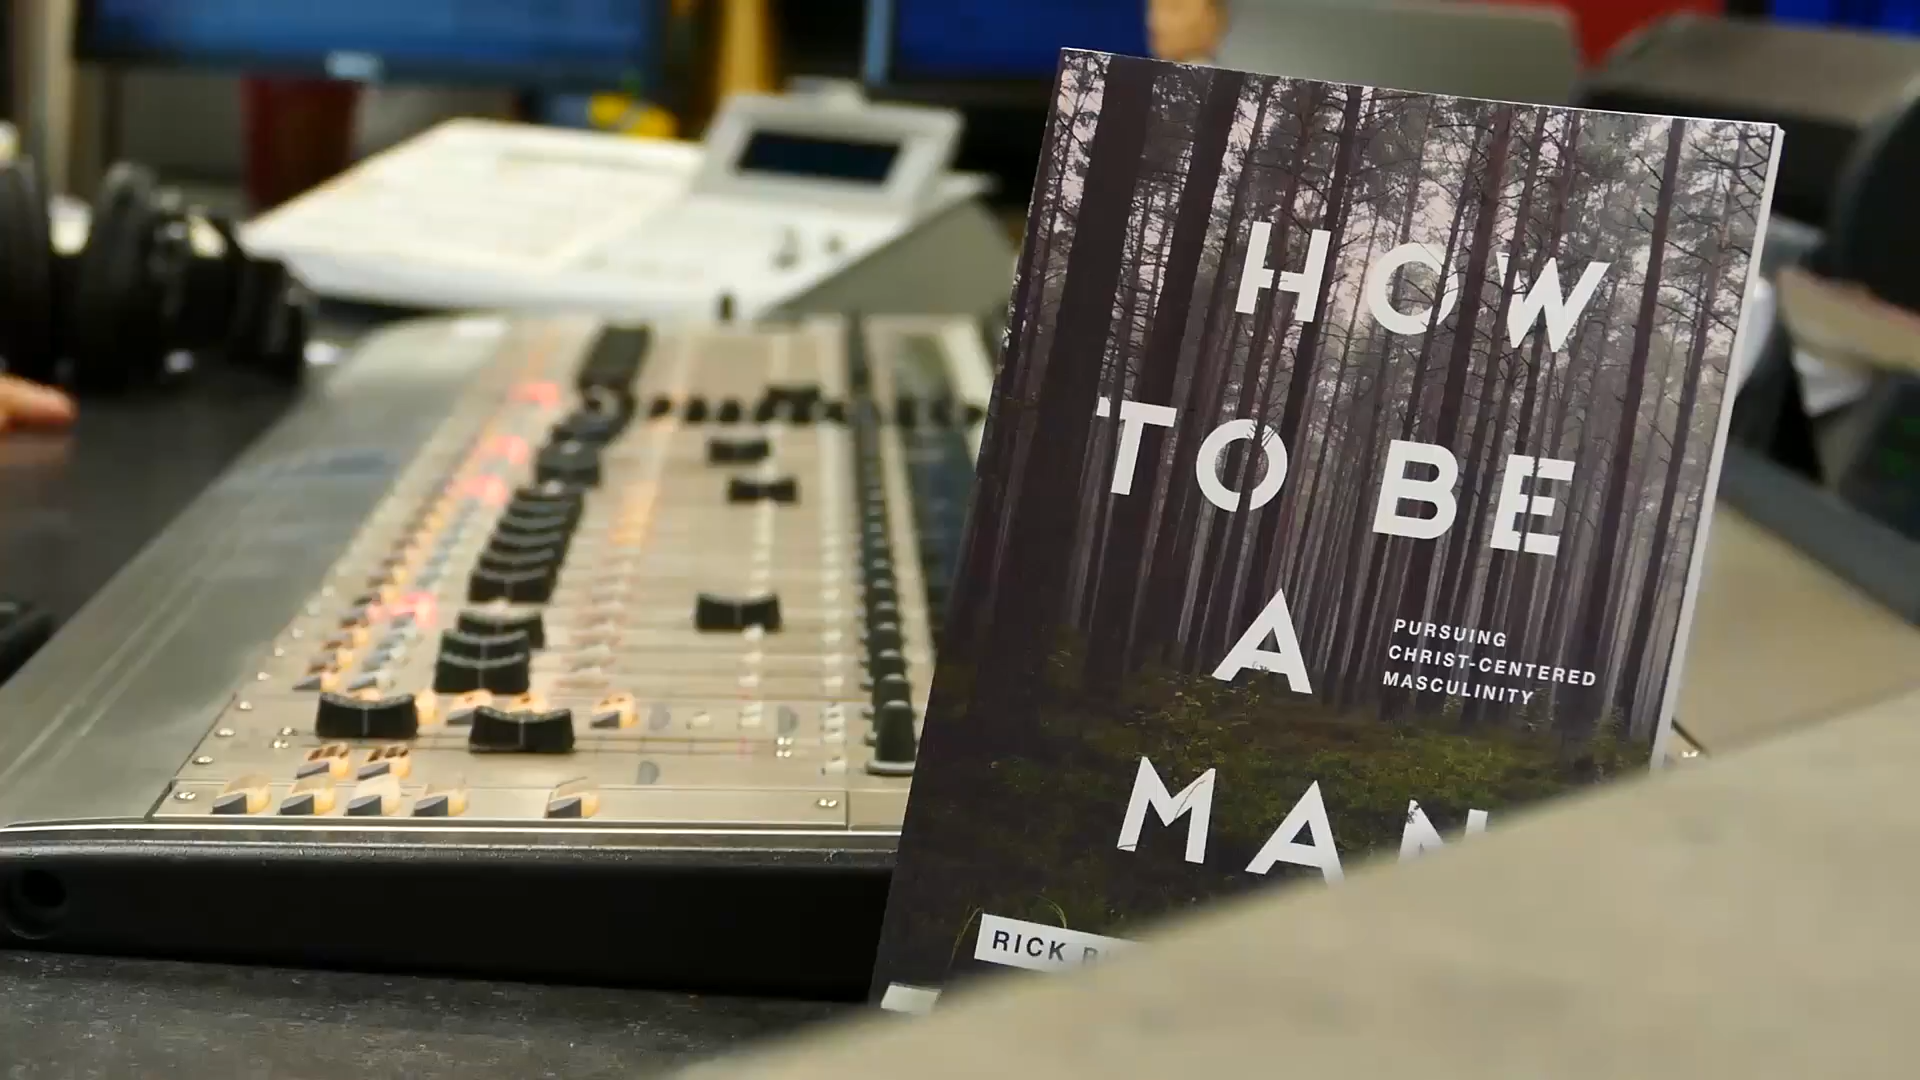 HOW
TO BE
A
PURSUING
CHRIST-CENTERED
MASCULINITY
MAN
RICK